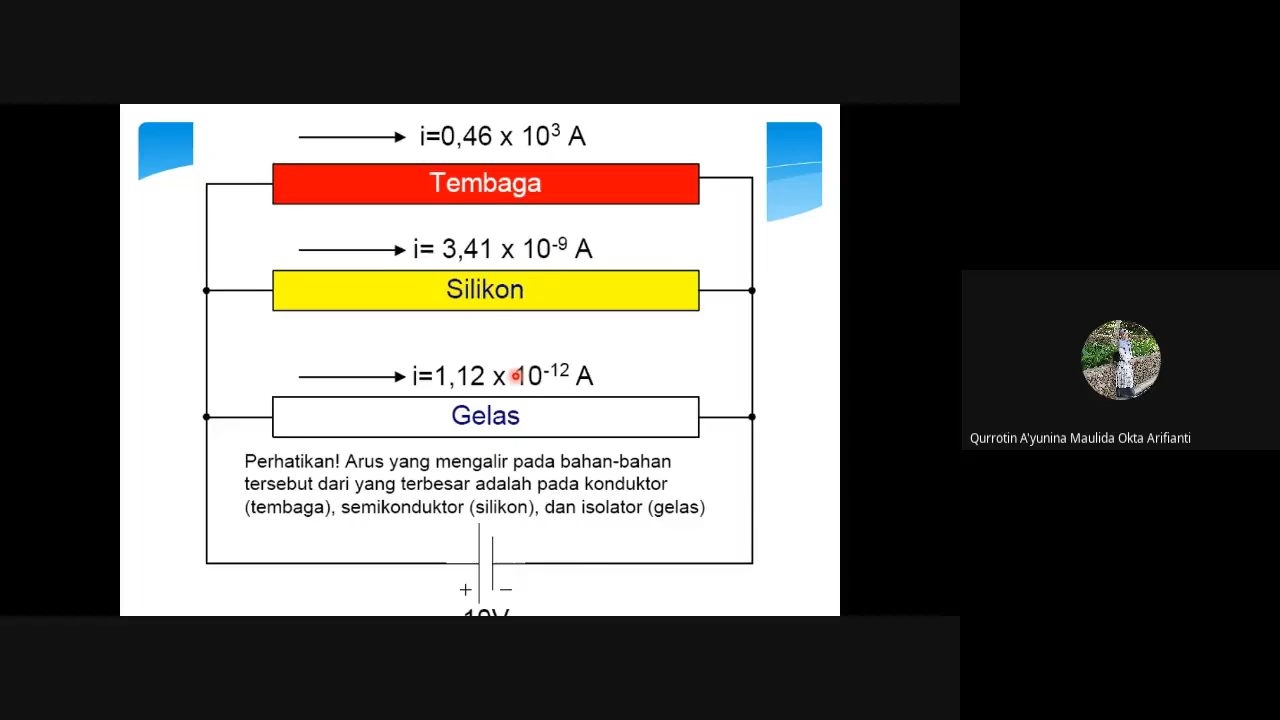 i=0,46 x 10³ A
Tembaga
i= 3,41 x 10⁻⁹ A
Silikon
i=1,12 x 10⁻¹² A
Gelas
Perhatikan! Arus yang mengalir pada bahan-bahan
tersebut dari yang terbesar adalah pada konduktor
(tembaga), semikonduktor (silikon), dan isolator (gelas)
+ −
Qurrotin A'yunina Maulida Okta Arifianti